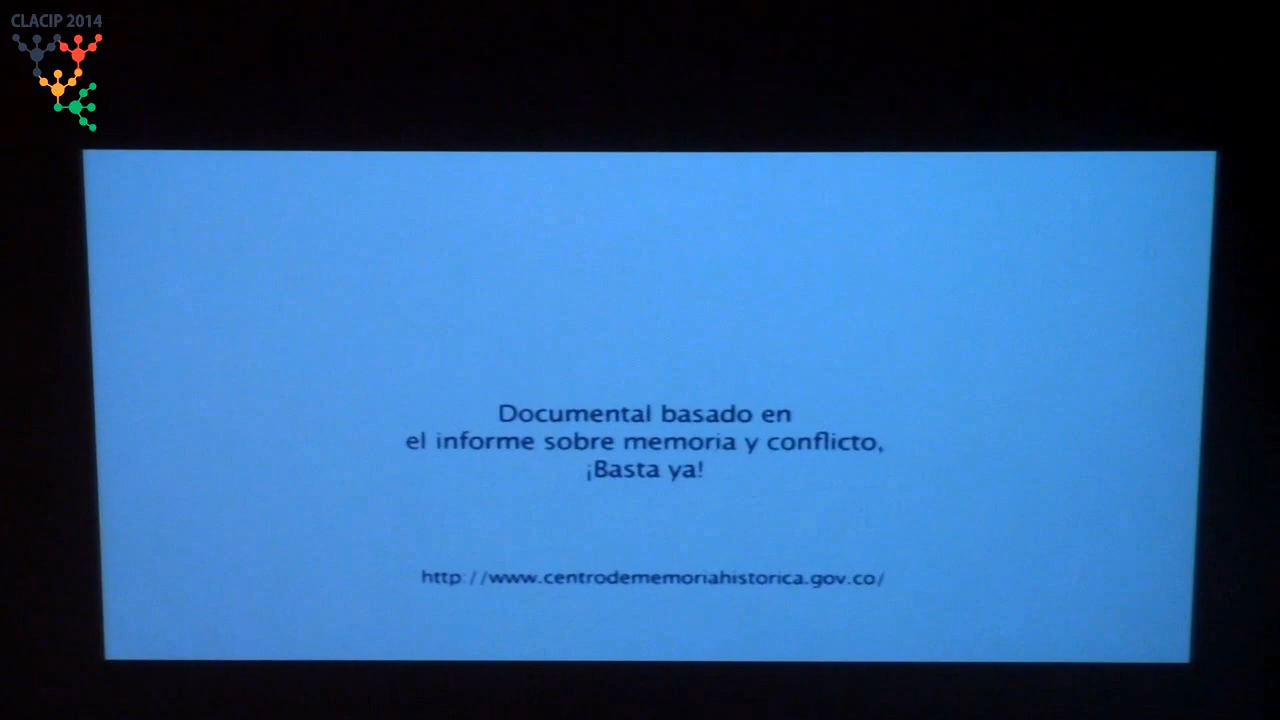 CLACIP 2014
Documental basado en
el informe sobre memoria y conflicto,
¡Basta ya!
http://www.centrodememoriahistorica.gov.co/